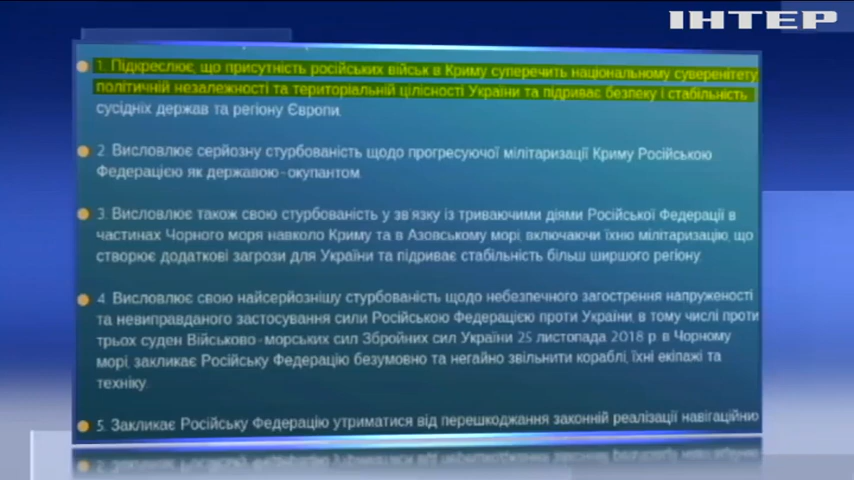 ІНТЕР
1. Підкреслює, що присутність російських військ в Криму суперечить національному суверенітету
політичній незалежності та територіальній цілісності України та підриває безпеку і стабільність
сусідніх держав та регіону Європи.
2. Висловлює серйозну стурбованість щодо прогресуючої мілітаризації Криму Російською
Федерацією як державою-окупантом.
3. Висловлює також свою стурбованість у зв'язку із триваючими діями Російської Федерації в
частинах Чорного моря навколо Криму та в Азовському морі, включаючи їхню мілітаризацію, що
створює додаткові загрози для України та підриває стабільність більш ширшого регіону.
4. Висловлює свою найсерйознішу стурбованість щодо небезпечного загострення напруженості
та невиправданого застосування сили Російською Федерацією проти України, в тому числі проти
трьох суден Військово-морських сил Збройних сил України 25 листопада 2018 р. в Чорному
морі, закликає Російську Федерацію безумовно та негайно звільнити кораблі, їхні екіпажі та
техніку.
5. Закликає Російську Федерацію утриматися від перешкоджання законній реалізації навігаційню